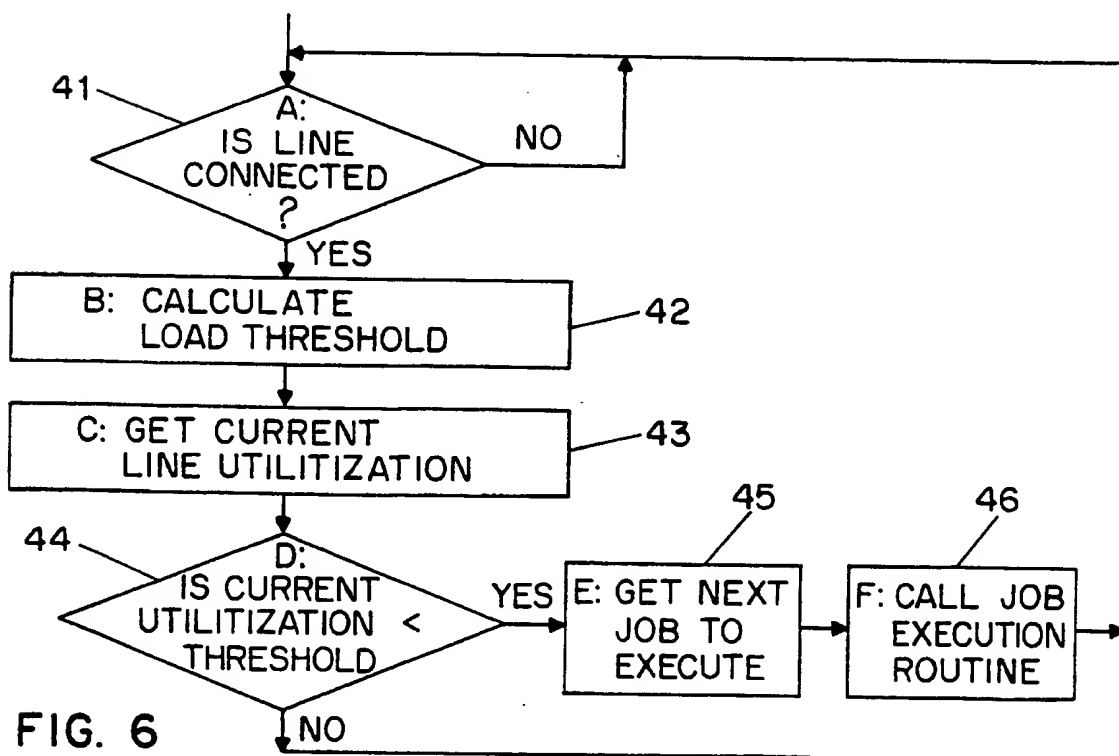 41
A:
IS LINE
CONNECTED
?
NO
YES
B: CALCULATE
LOAD THRESHOLD
42
C: GET CURRENT
LINE UTILITIZATION
43
44
D:
IS CURRENT
UTILITIZATION <
THRESHOLD
YES
45
E: GET NEXT
JOB TO
EXECUTE
46
F: CALL JOB
EXECUTION
ROUTINE
NO
FIG. 6